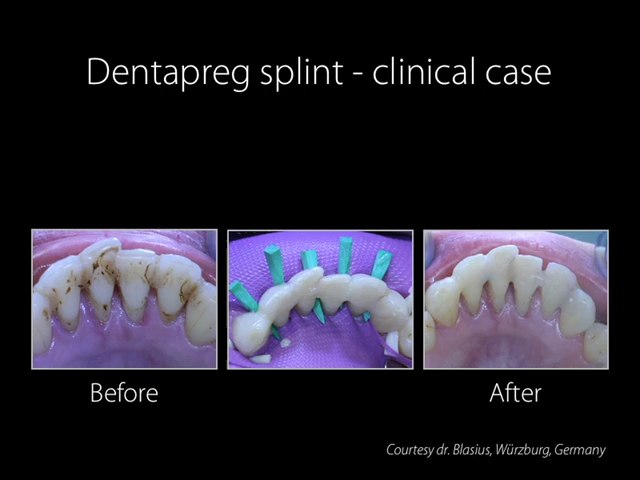 Dentapreg splint - clinical case
Before
After
Courtesy dr. Blasius, Würzburg, Germany